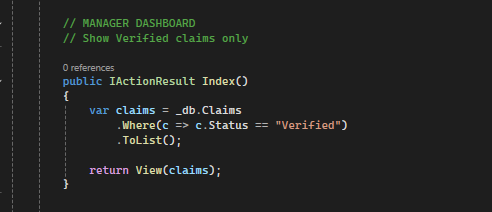 // MANAGER DASHBOARD
// Show Verified claims only
0 references
public IActionResult Index()
{
var claims = _db.Claims
.Where(c => c.Status == "Verified")
.ToList();
return View(claims);
}